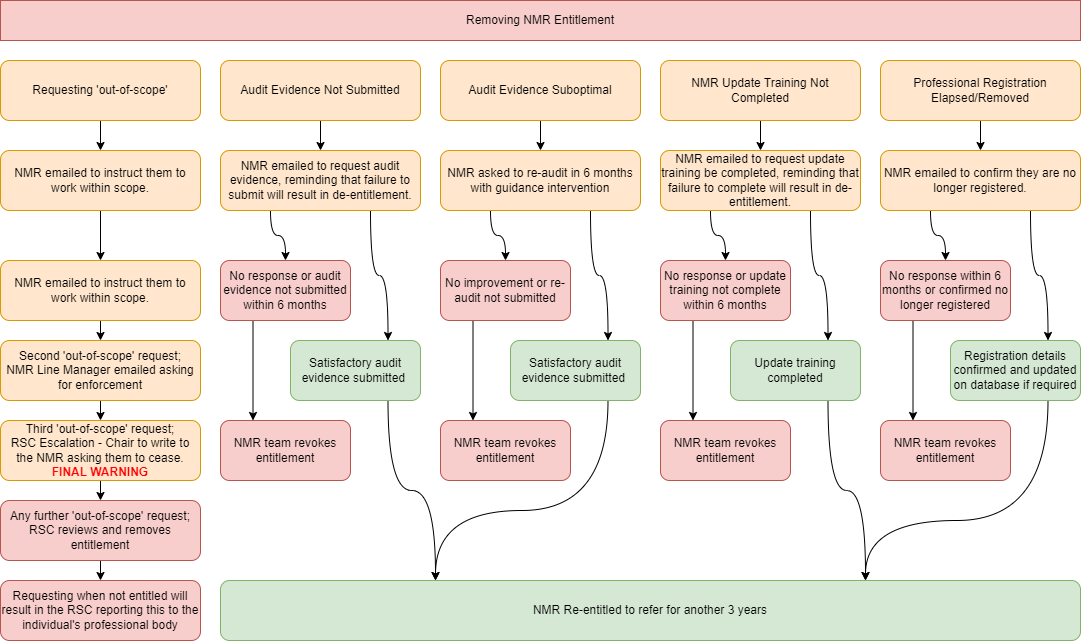 Removing NMR Entitlement
Requesting 'out-of-scope'
NMR emailed to instruct them to
work within scope.
NMR emailed to instruct them to
work within scope.
Second 'out-of-scope' request;
NMR Line Manager emailed asking
for enforcement
Third 'out-of-scope' request;
RSC Escalation - Chair to write to
the NMR asking them to cease.
FINAL WARNING
Any further 'out-of-scope' request;
RSC reviews and removes
entitlement
Requesting when not entitled will
result in the RSC reporting this to the
individual's professional body
Audit Evidence Not Submitted
NMR emailed to request audit
evidence, reminding that failure to
submit will result in de-entitlement.
No response or audit
evidence not submitted
within 6 months
Satisfactory audit
evidence submitted
NMR team revokes
entitlement
Audit Evidence Suboptimal
NMR asked to re-audit in 6 months
with guidance intervention
No improvement or re-
audit not submitted
Satisfactory audit
evidence submitted
NMR team revokes
entitlement
NMR Update Training Not
Completed
NMR emailed to request update
training be completed, reminding that
failure to complete will result in de-
entitlement.
No response or update
training not complete
within 6 months
Update training
completed
NMR team revokes
entitlement
Professional Registration
Elapsed/Removed
NMR emailed to confirm they are no
longer registered.
No response within 6
months or confirmed no
longer registered
Registration details
confirmed and updated
on database if required
NMR team revokes
entitlement
NMR Re-entitled to refer for another 3 years